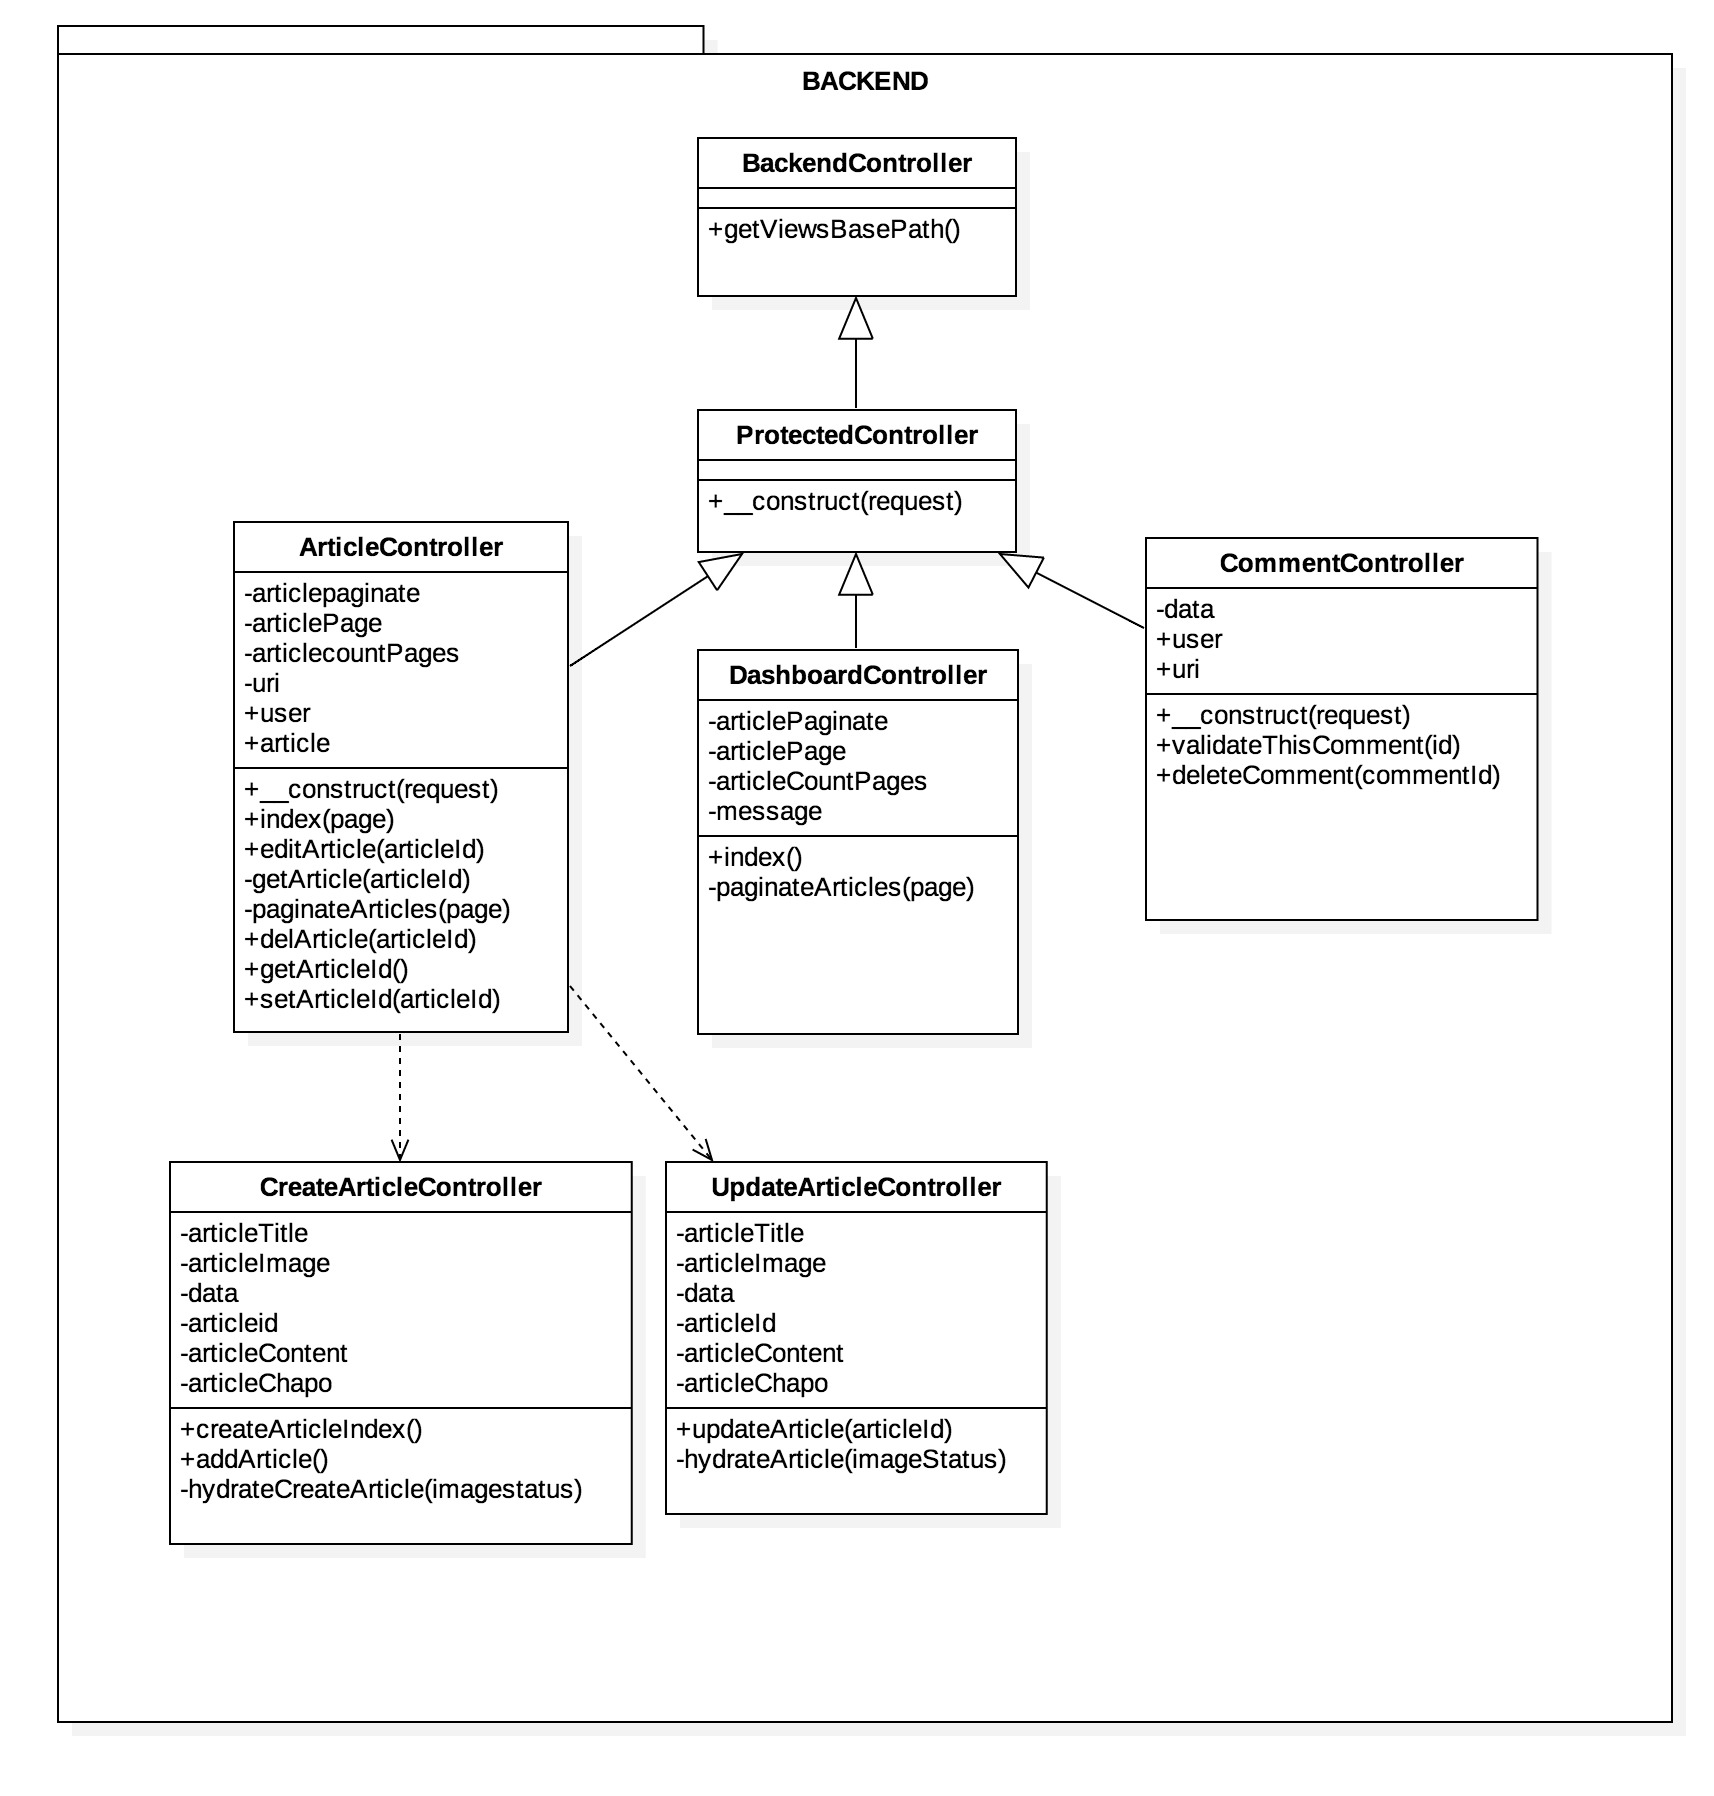 BACKEND
BackendController
+getViewsBasePath()
ProtectedController
+__construct(request)
ArticleController
-articlepaginate
-articlePage
-articlecountPages
-uri
+user
+article
+__construct(request)
+index(page)
+editArticle(articleId)
-getArticle(articleId)
-paginateArticles(page)
+delArticle(articleId)
+getArticleId()
+setArticleId(articleId)
DashboardController
-articlePaginate
-articlePage
-articleCountPages
-message
+index()
-paginateArticles(page)
CommentController
-data
+user
+uri
+__construct(request)
+validateThisComment(id)
+deleteComment(commentId)
CreateArticleController
-articleTitle
-articleImage
-data
-articleid
-articleContent
-articleChapo
+createArticleIndex()
+addArticle()
-hydrateCreateArticle(imagestatus)
UpdateArticleController
-articleTitle
-articleImage
-data
-articleId
-articleContent
-articleChapo
+updateArticle(articleId)
-hydrateArticle(imageStatus)